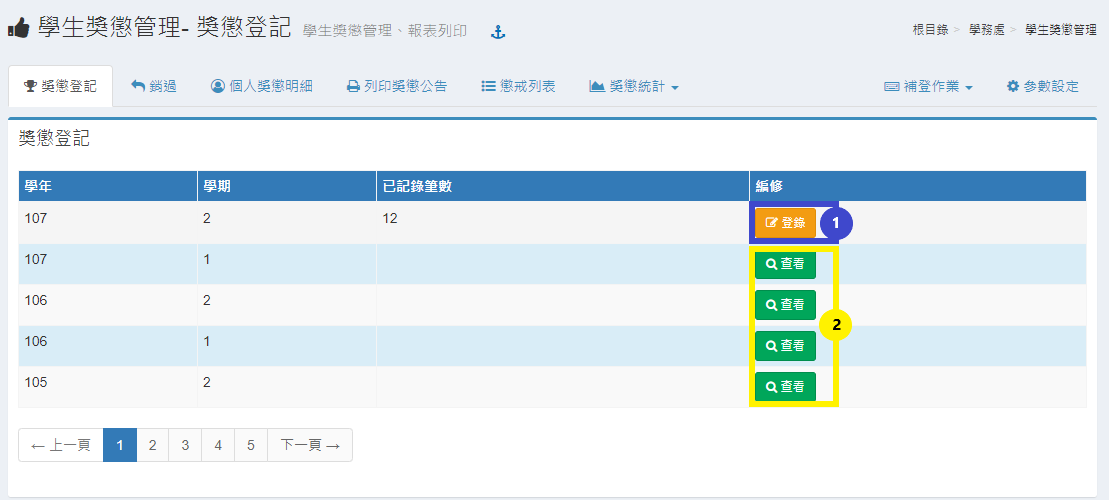 學生獎懲管理- 獎懲登記 學生獎懲管理、報表列印
根目錄 > 學務處 > 學生獎懲管理
獎懲登記 銷過 個人獎懲明細 列印獎懲公告 懲戒列表 獎懲統計 補登作業 參數設定
獎懲登記
學年 學期 已記錄筆數 編修
107 2 12 登錄 1
107 1 查看
106 2 查看
2
106 1 查看
105 2 查看
← 上一頁 1 2 3 4 5 下一頁 →